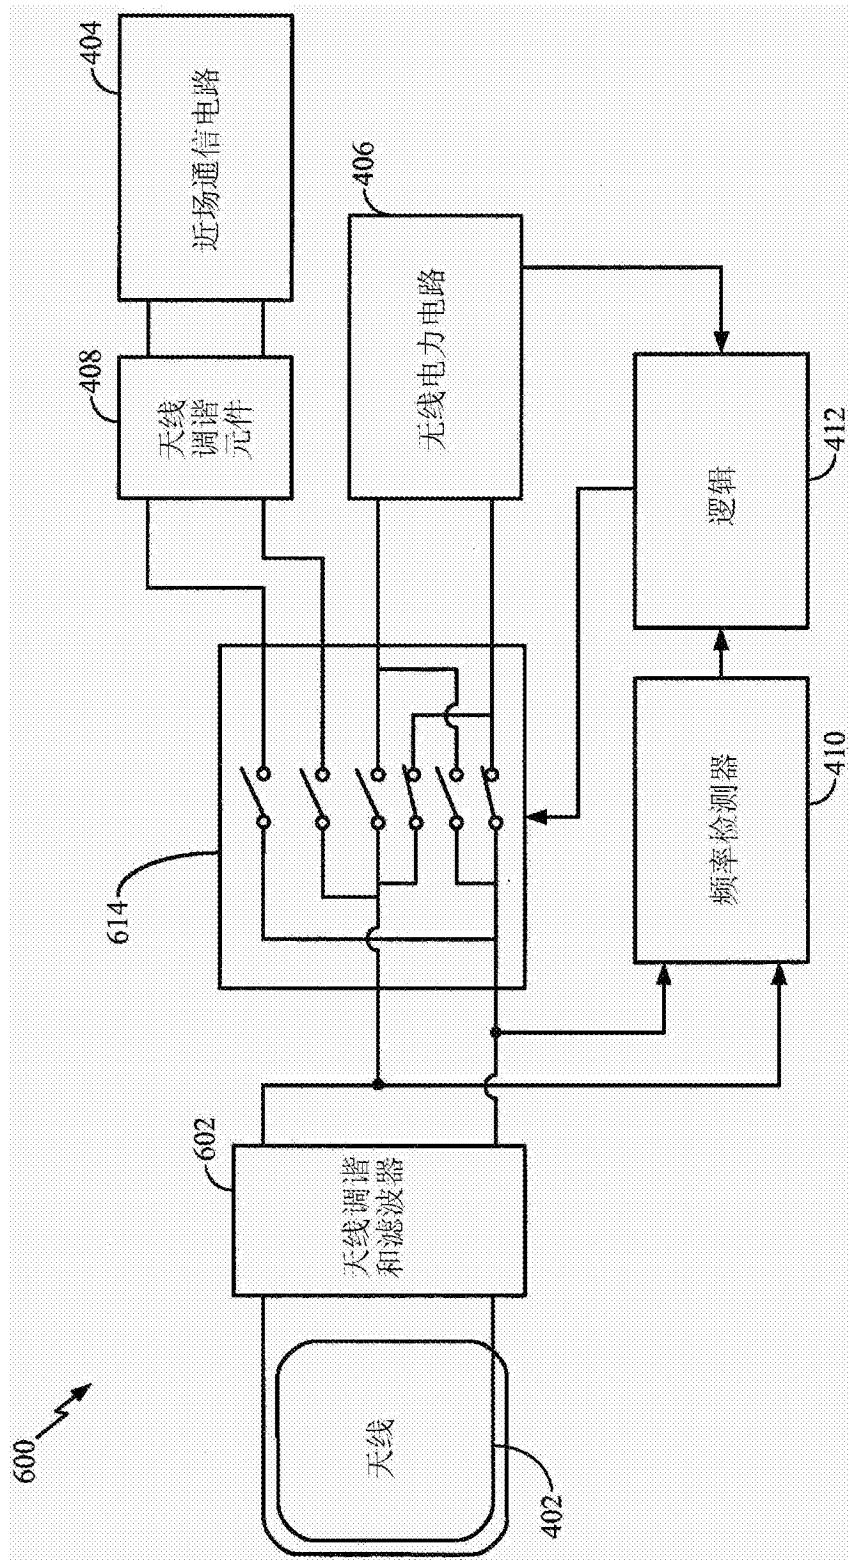 600
天线
402
天线调谐
和滤波器
602
614
天线
调谐
元件
408
近场通信电路
404
无线电力电路
406
频率检测器
410
逻辑
412